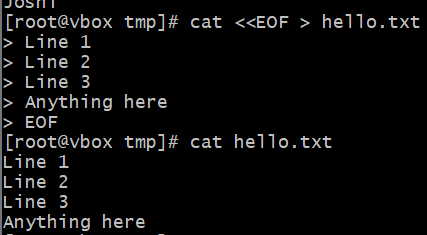 Joshi
[root@vbox tmp]# cat <<EOF > hello.txt
> Line 1
> Line 2
> Line 3
> Anything here
> EOF
[root@vbox tmp]# cat hello.txt
Line 1
Line 2
Line 3
Anything here